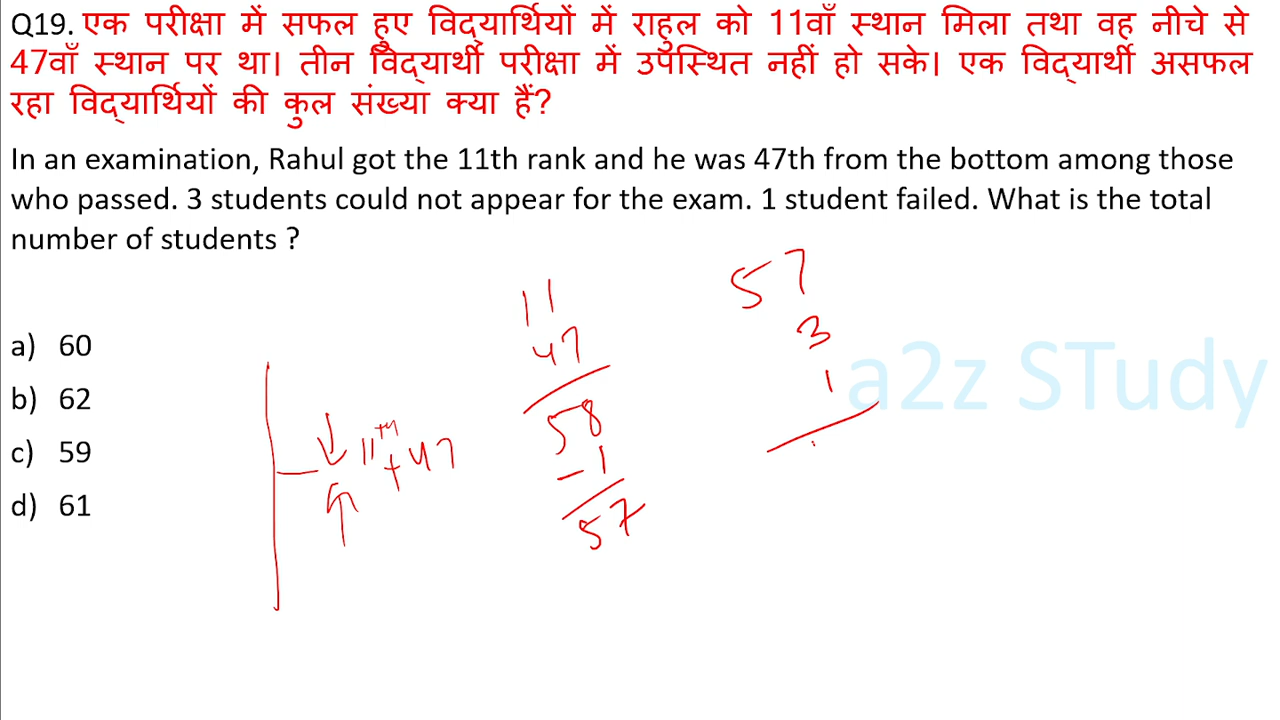 Q19. एक परीक्षा में सफल हुए विद्यार्थियों में राहुल को 11वाँ स्थान मिला तथा वह नीचे से
47वाँ स्थान पर था। तीन विद्यार्थी परीक्षा में उपस्थित नहीं हो सके। एक विद्यार्थी असफल
रहा विद्यार्थियों की कुल संख्या क्या हैं?
In an examination, Rahul got the 11th rank and he was 47th from the bottom among those
who passed. 3 students could not appear for the exam. 1 student failed. What is the total
number of students ?
a) 60
b) 62
c) 59
d) 61
11th
+47
11
47
58
-1
57
57
3
1
a2z STudy